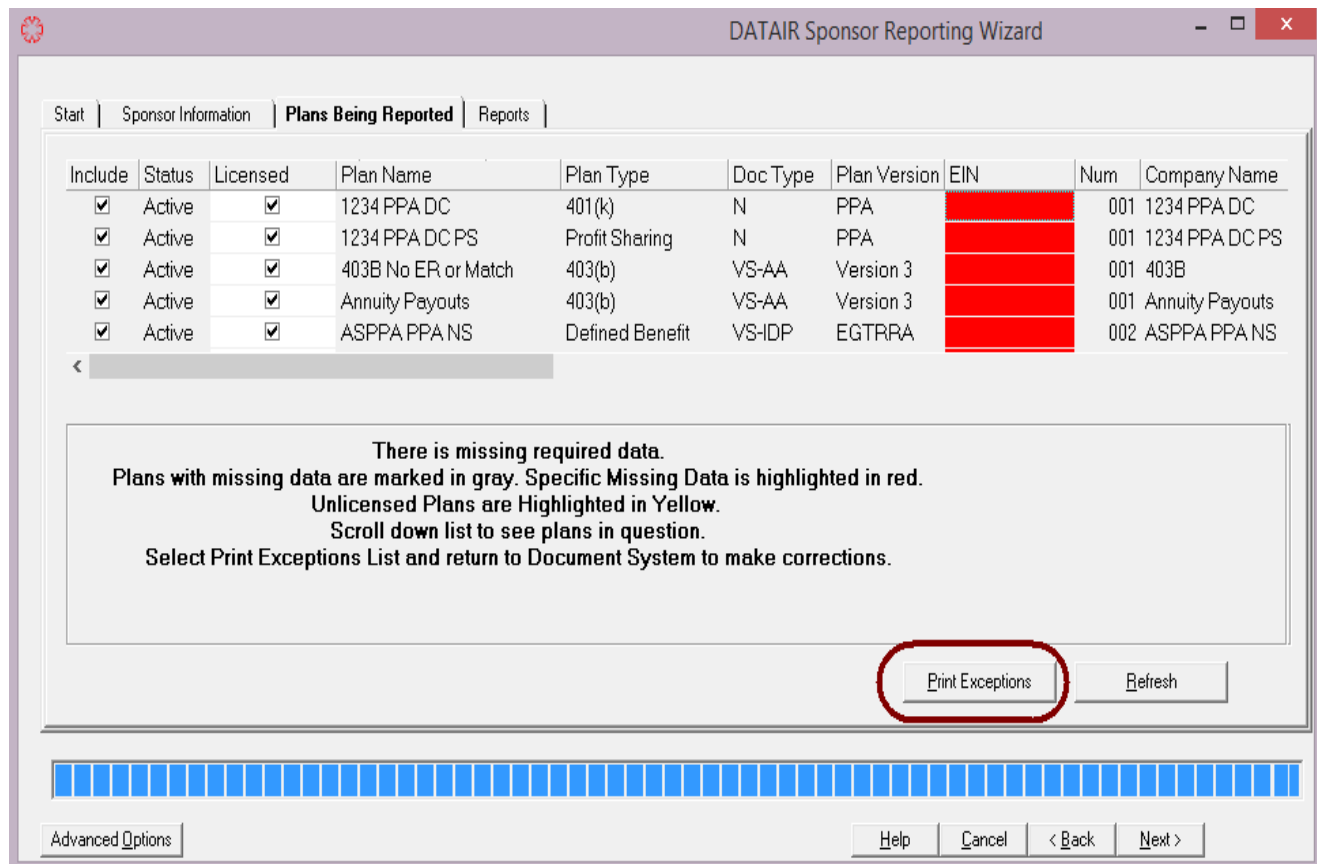 DATAIR Sponsor Reporting Wizard
Start Sponsor Information Plans Being Reported Reports
Include Status Licensed Plan Name Plan Type Doc Type Plan Version EIN Num Company Name
Active 1234 PPA DC 401(k) N PPA 001 1234 PPA DC
Active 1234 PPA DC PS Profit Sharing N PPA 001 1234 PPA DC PS
Active 403B No ER or Match 403(b) VS-AA Version 3 001 403B
Active Annuity Payouts 403(b) VS-AA Version 3 001 Annuity Payouts
Active ASPPA PPA NS Defined Benefit VS-IDP EGTRRA 002 ASPPA PPA NS
There is missing required data.
Plans with missing data are marked in gray. Specific Missing Data is highlighted in red.
Unlicensed Plans are Highlighted in Yellow.
Scroll down list to see plans in question.
Select Print Exceptions List and return to Document System to make corrections.
Print Exceptions Refresh
Advanced Options Help Cancel < Back Next >